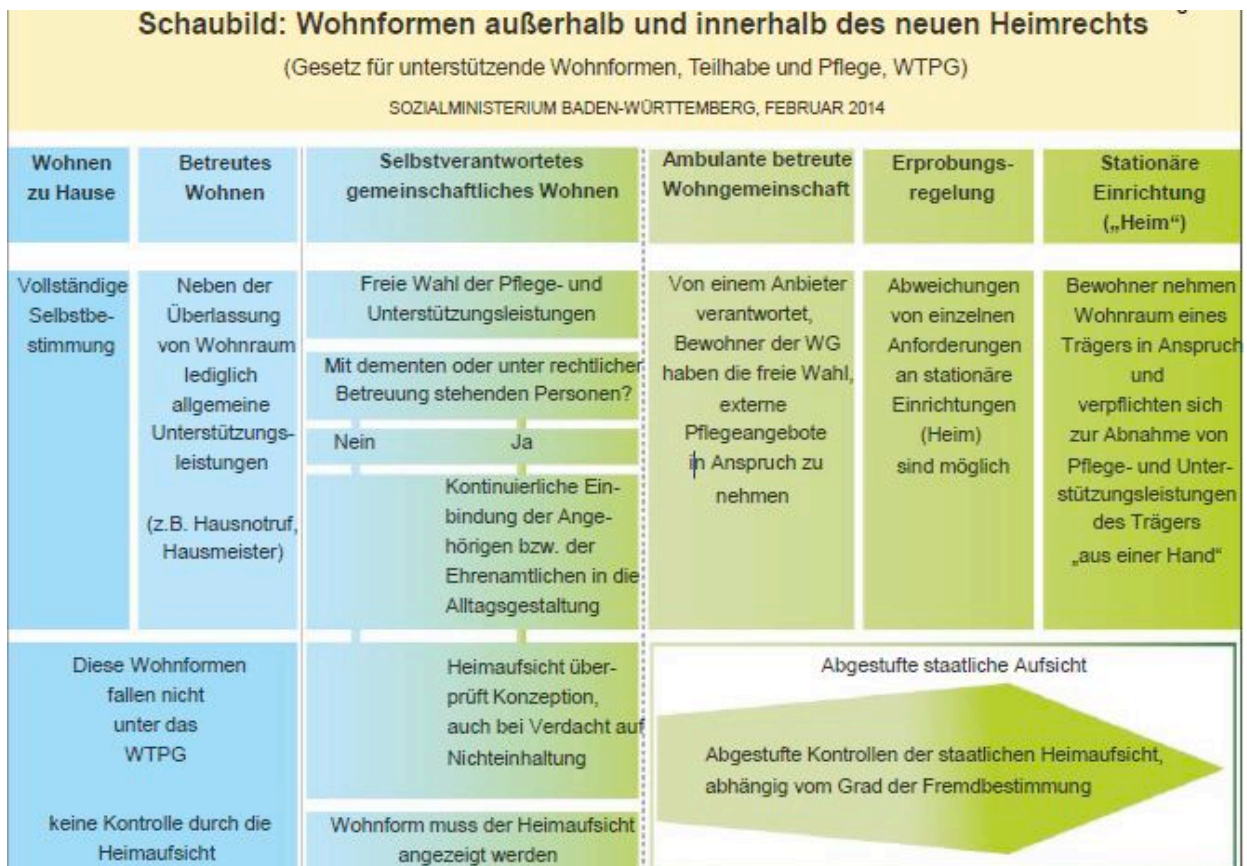 Schaubild: Wohnformen außerhalb und innerhalb des neuen Heimrechts
(Gesetz für unterstützende Wohnformen, Teilhabe und Pflege, WTPG)
SOZIALMINISTERIUM BADEN-WÜRTTEMBERG, FEBRUAR 2014
Wohnen
zu Hause
Betreutes
Wohnen
Selbstverantwortetes
gemeinschaftliches Wohnen
Ambulante betreute
Wohngemeinschaft
Erprobungs-
regelung
Stationäre
Einrichtung
(„Heim“)
Vollständige
Selbstbe-
stimmung
Neben der
Überlassung
von Wohnraum
lediglich
allgemeine
Unterstützungs-
leistungen
(z.B. Hausnotruf,
Hausmeister)
Freie Wahl der Pflege- und
Unterstützungsleistungen
Mit dementen oder unter rechtlicher
Betreuung stehenden Personen?
Nein Ja
Kontinuierliche Ein-
bindung der Ange-
hörigen bzw. der
Ehrenamtlichen in die
Alltagsgestaltung
Von einem Anbieter
verantwortet,
Bewohner der WG
haben die freie Wahl,
externe
Pflegeangebote
in Anspruch zu
nehmen
Abweichungen
von einzelnen
Anforderungen
an stationäre
Einrichtungen
(Heim)
sind möglich
Bewohner nehmen
Wohnraum eines
Trägers in Anspruch
und
verpflichten sich
zur Abnahme von
Pflege- und Unter-
stützungsleistungen
des Trägers
„aus einer Hand“
Diese Wohnformen
fallen nicht
unter das
WTPG
keine Kontrolle durch die
Heimaufsicht
Heimaufsicht über-
prüft Konzeption,
auch bei Verdacht auf
Nichteinhaltung
Wohnform muss der Heimaufsicht
angezeigt werden
Abgestufte staatliche Aufsicht
Abgestufte Kontrollen der staatlichen Heimaufsicht,
abhängig vom Grad der Fremdbestimmung